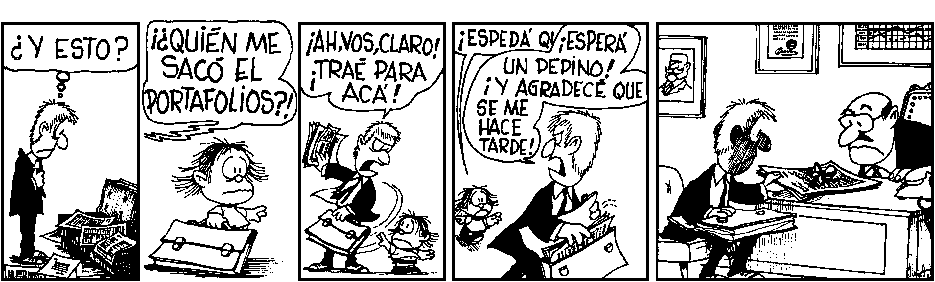 ¿Y ESTO?
¡¿QUIÉN ME
SACÓ EL
PORTAFOLIOS?!
¡AH,VOS,CLARO!
¡TRAÉ PARA
ACÁ!
¡ESPEDÁ QU
¡ESPERÁ
UN PEPINO!
¡Y AGRADECÉ QUE
SE ME
HACE
TARDE!